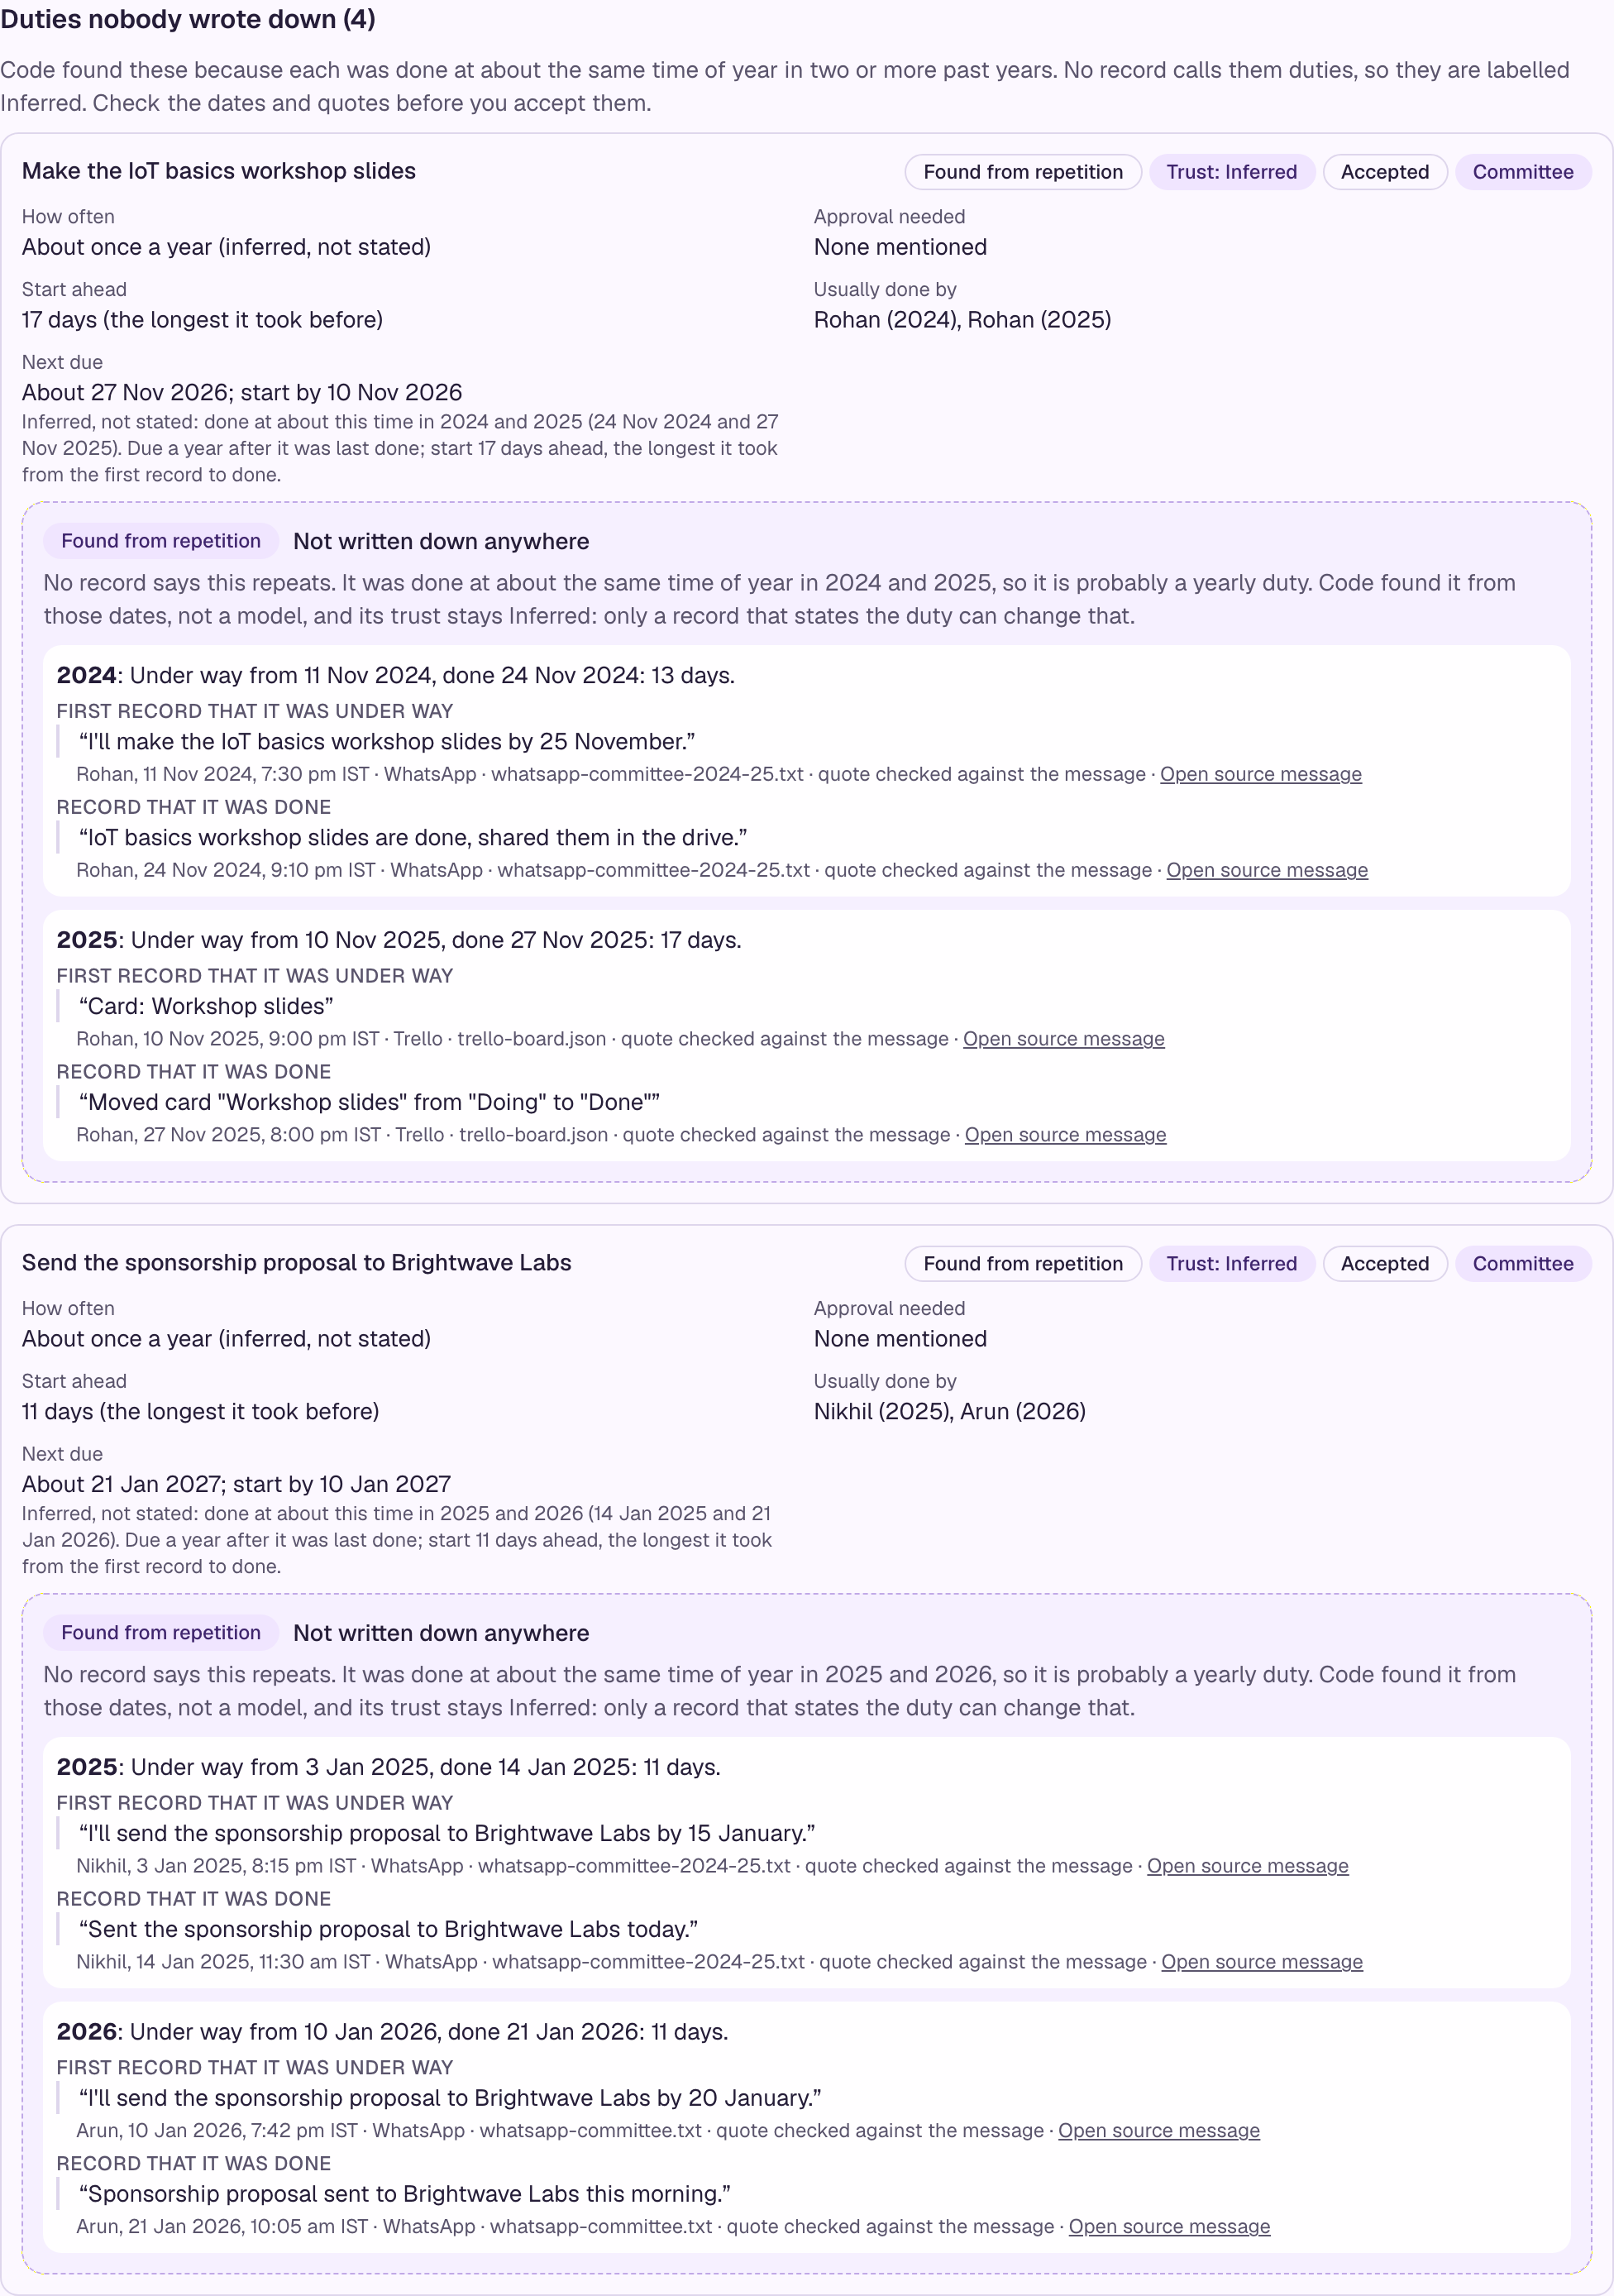 Duties nobody wrote down (4)
Code found these because each was done at about the same time of year in two or more past years. No record calls them duties, so they are labelled
Inferred. Check the dates and quotes before you accept them.
Make the IoT basics workshop slides
Found from repetition
Trust: Inferred
Accepted
Committee
How often
About once a year (inferred, not stated)
Approval needed
None mentioned
Start ahead
17 days (the longest it took before)
Usually done by
Rohan (2024), Rohan (2025)
Next due
About 27 Nov 2026; start by 10 Nov 2026
Inferred, not stated: done at about this time in 2024 and 2025 (24 Nov 2024 and 27
Nov 2025). Due a year after it was last done; start 17 days ahead, the longest it took
from the first record to done.
Found from repetition
Not written down anywhere
No record says this repeats. It was done at about the same time of year in 2024 and 2025, so it is probably a yearly duty. Code found it from
those dates, not a model, and its trust stays Inferred: only a record that states the duty can change that.
2024: Under way from 11 Nov 2024, done 24 Nov 2024: 13 days.
FIRST RECORD THAT IT WAS UNDER WAY
“I'll make the IoT basics workshop slides by 25 November.”
Rohan, 11 Nov 2024, 7:30 pm IST · WhatsApp · whatsapp-committee-2024-25.txt · quote checked against the message · Open source message
RECORD THAT IT WAS DONE
“IoT basics workshop slides are done, shared them in the drive.”
Rohan, 24 Nov 2024, 9:10 pm IST · WhatsApp · whatsapp-committee-2024-25.txt · quote checked against the message · Open source message
2025: Under way from 10 Nov 2025, done 27 Nov 2025: 17 days.
FIRST RECORD THAT IT WAS UNDER WAY
“Card: Workshop slides”
Rohan, 10 Nov 2025, 9:00 pm IST · Trello · trello-board.json · quote checked against the message · Open source message
RECORD THAT IT WAS DONE
“Moved card "Workshop slides" from "Doing" to "Done"”
Rohan, 27 Nov 2025, 8:00 pm IST · Trello · trello-board.json · quote checked against the message · Open source message
Send the sponsorship proposal to Brightwave Labs
Found from repetition
Trust: Inferred
Accepted
Committee
How often
About once a year (inferred, not stated)
Approval needed
None mentioned
Start ahead
11 days (the longest it took before)
Usually done by
Nikhil (2025), Arun (2026)
Next due
About 21 Jan 2027; start by 10 Jan 2027
Inferred, not stated: done at about this time in 2025 and 2026 (14 Jan 2025 and 21
Jan 2026). Due a year after it was last done; start 11 days ahead, the longest it took
from the first record to done.
Found from repetition
Not written down anywhere
No record says this repeats. It was done at about the same time of year in 2025 and 2026, so it is probably a yearly duty. Code found it from
those dates, not a model, and its trust stays Inferred: only a record that states the duty can change that.
2025: Under way from 3 Jan 2025, done 14 Jan 2025: 11 days.
FIRST RECORD THAT IT WAS UNDER WAY
“I'll send the sponsorship proposal to Brightwave Labs by 15 January.”
Nikhil, 3 Jan 2025, 8:15 pm IST · WhatsApp · whatsapp-committee-2024-25.txt · quote checked against the message · Open source message
RECORD THAT IT WAS DONE
“Sent the sponsorship proposal to Brightwave Labs today.”
Nikhil, 14 Jan 2025, 11:30 am IST · WhatsApp · whatsapp-committee-2024-25.txt · quote checked against the message · Open source message
2026: Under way from 10 Jan 2026, done 21 Jan 2026: 11 days.
FIRST RECORD THAT IT WAS UNDER WAY
“I'll send the sponsorship proposal to Brightwave Labs by 20 January.”
Arun, 10 Jan 2026, 7:42 pm IST · WhatsApp · whatsapp-committee.txt · quote checked against the message · Open source message
RECORD THAT IT WAS DONE
“Sponsorship proposal sent to Brightwave Labs this morning.”
Arun, 21 Jan 2026, 10:05 am IST · WhatsApp · whatsapp-committee.txt · quote checked against the message · Open source message